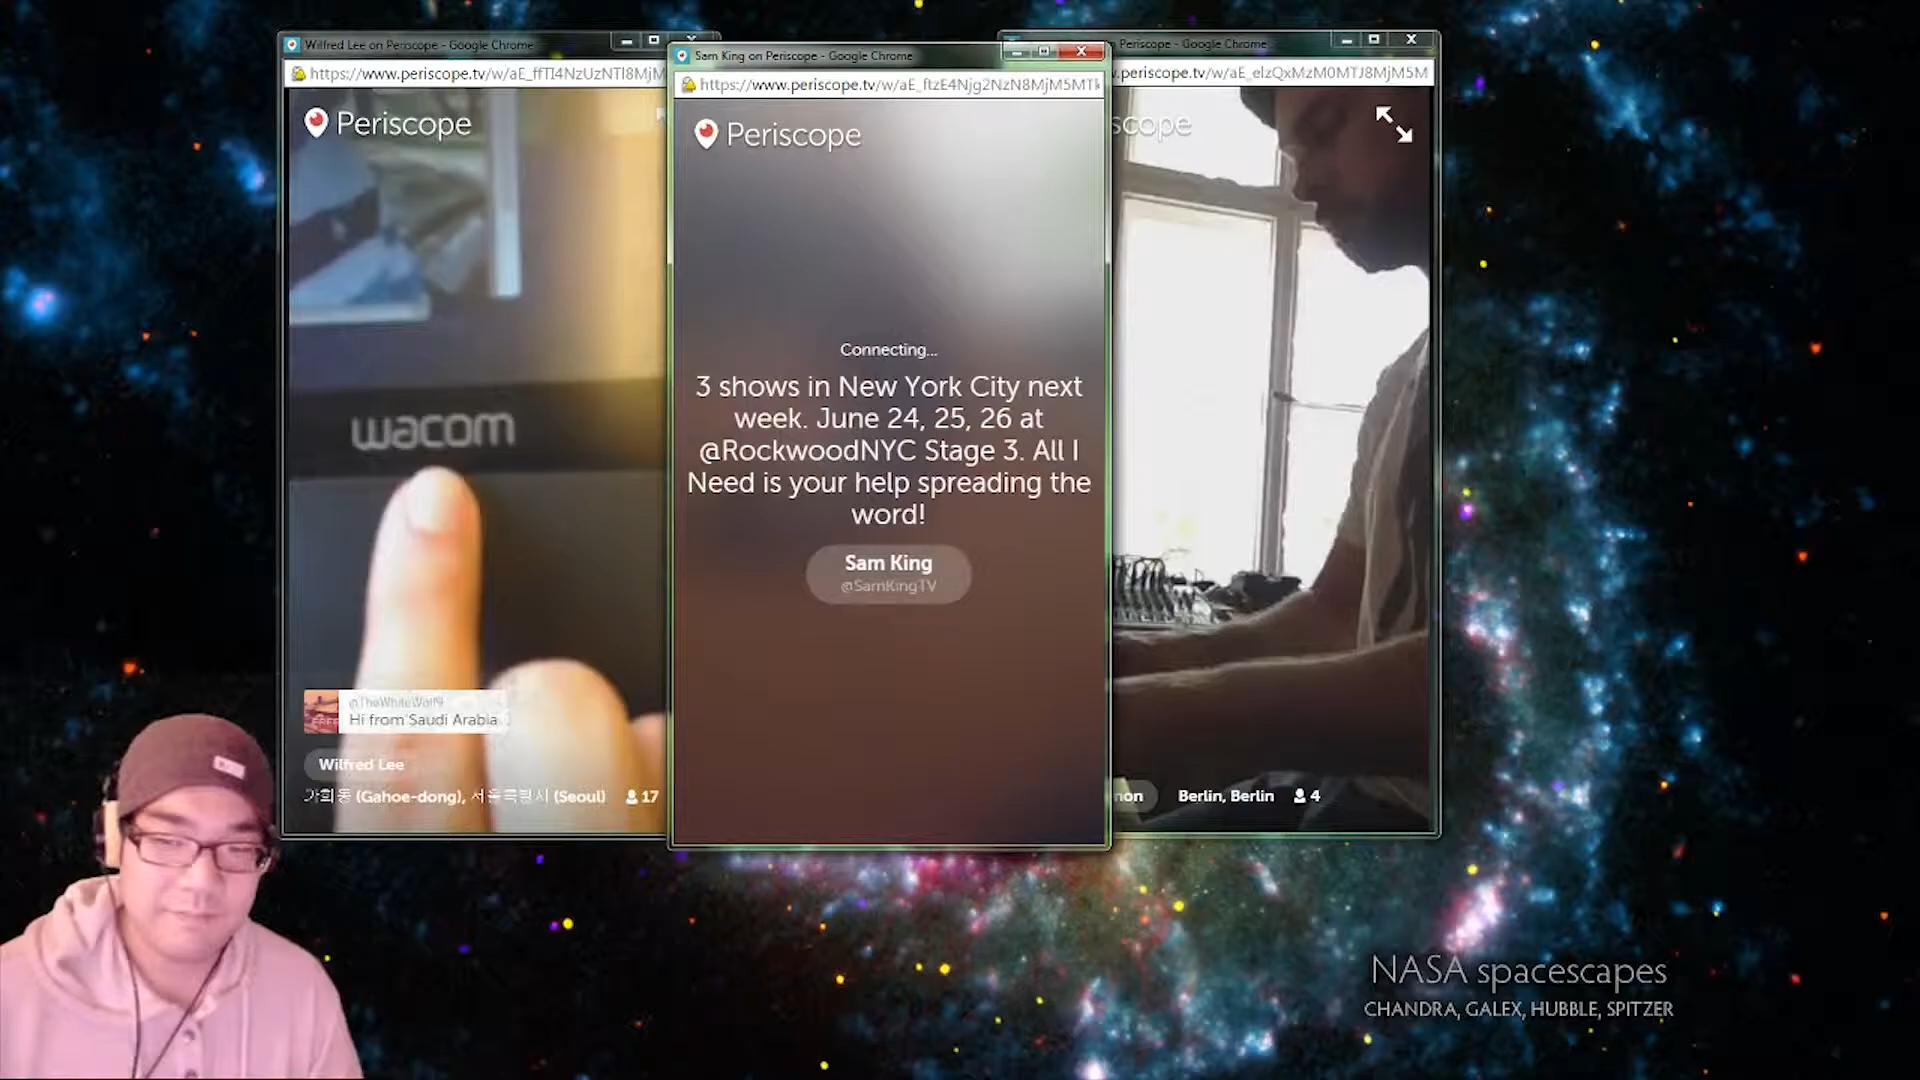 Wilfred Lee on Periscope - Google Chrome
https://www.periscope.tv/w/aE_ffTI4NzUzNTI8MjM
Periscope
wacom
@TheWhiteWolf9
Hi from Saudi Arabia
Wilfred Lee
가회동 (Gahoe-dong), 서울특별시 (Seoul) 17
Sam King on Periscope - Google Chrome
https://www.periscope.tv/w/aE_ftzE4Njg2NzN8MjM5MTk
Periscope
Connecting...
3 shows in New York City next
week. June 24, 25, 26 at
@RockwoodNYC Stage 3. All I
Need is your help spreading the
word!
Sam King
@SamKingTV
Periscope - Google Chrome
.periscope.tv/w/aE_elzQxMzM0MTJ8MjM5M
scope
non Berlin, Berlin 4
NASA spacescapes
CHANDRA, GALEX, HUBBLE, SPITZER